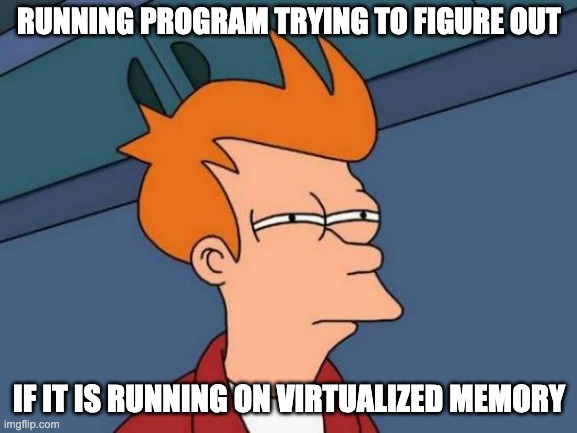 RUNNING PROGRAM TRYING TO FIGURE OUT
IF IT IS RUNNING ON VIRTUALIZED MEMORY
imgflip.com